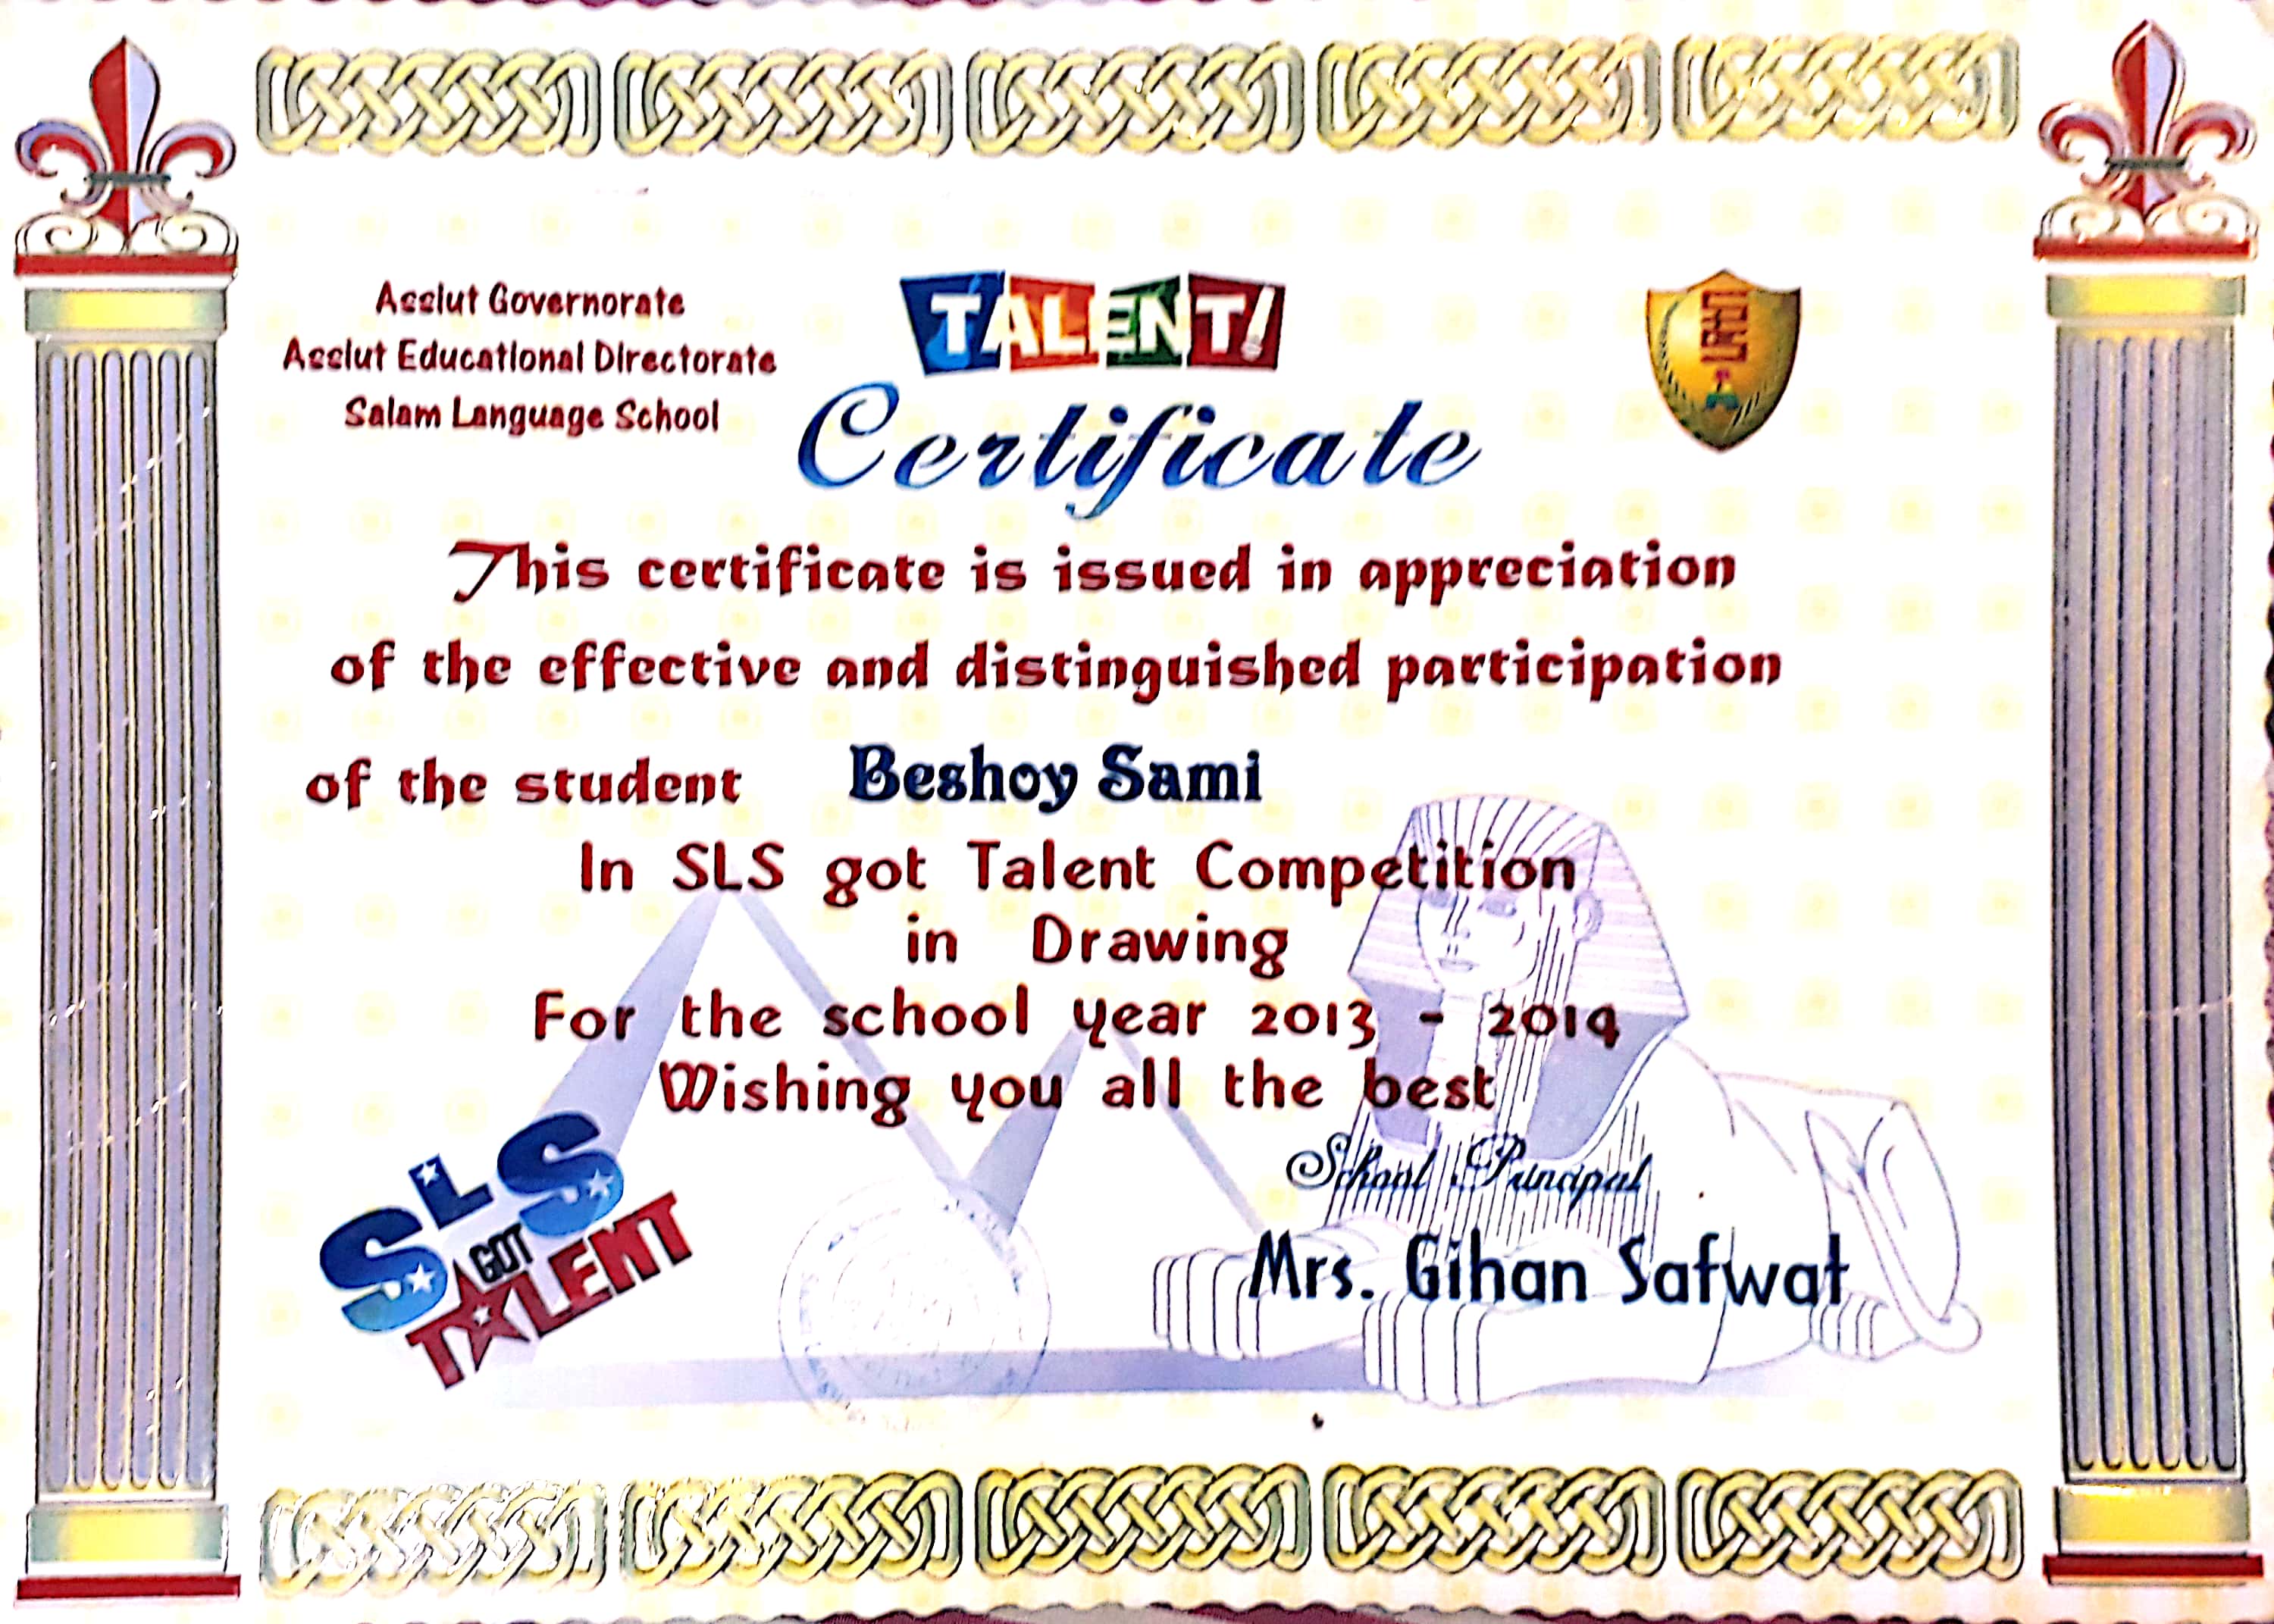 Assiut Governorate
Assiut Educational Directorate
Salam Language School
TALENT!
Certificate
This certificate is issued in appreciation
of the effective and distinguished participation
of the student Beshoy Sami
In SLS got Talent Competition
in Drawing
For the school year 2013 - 2014
Wishing you all the best
School Principal
Mrs. Gihan Safwat
SLS
GOT
TALENT